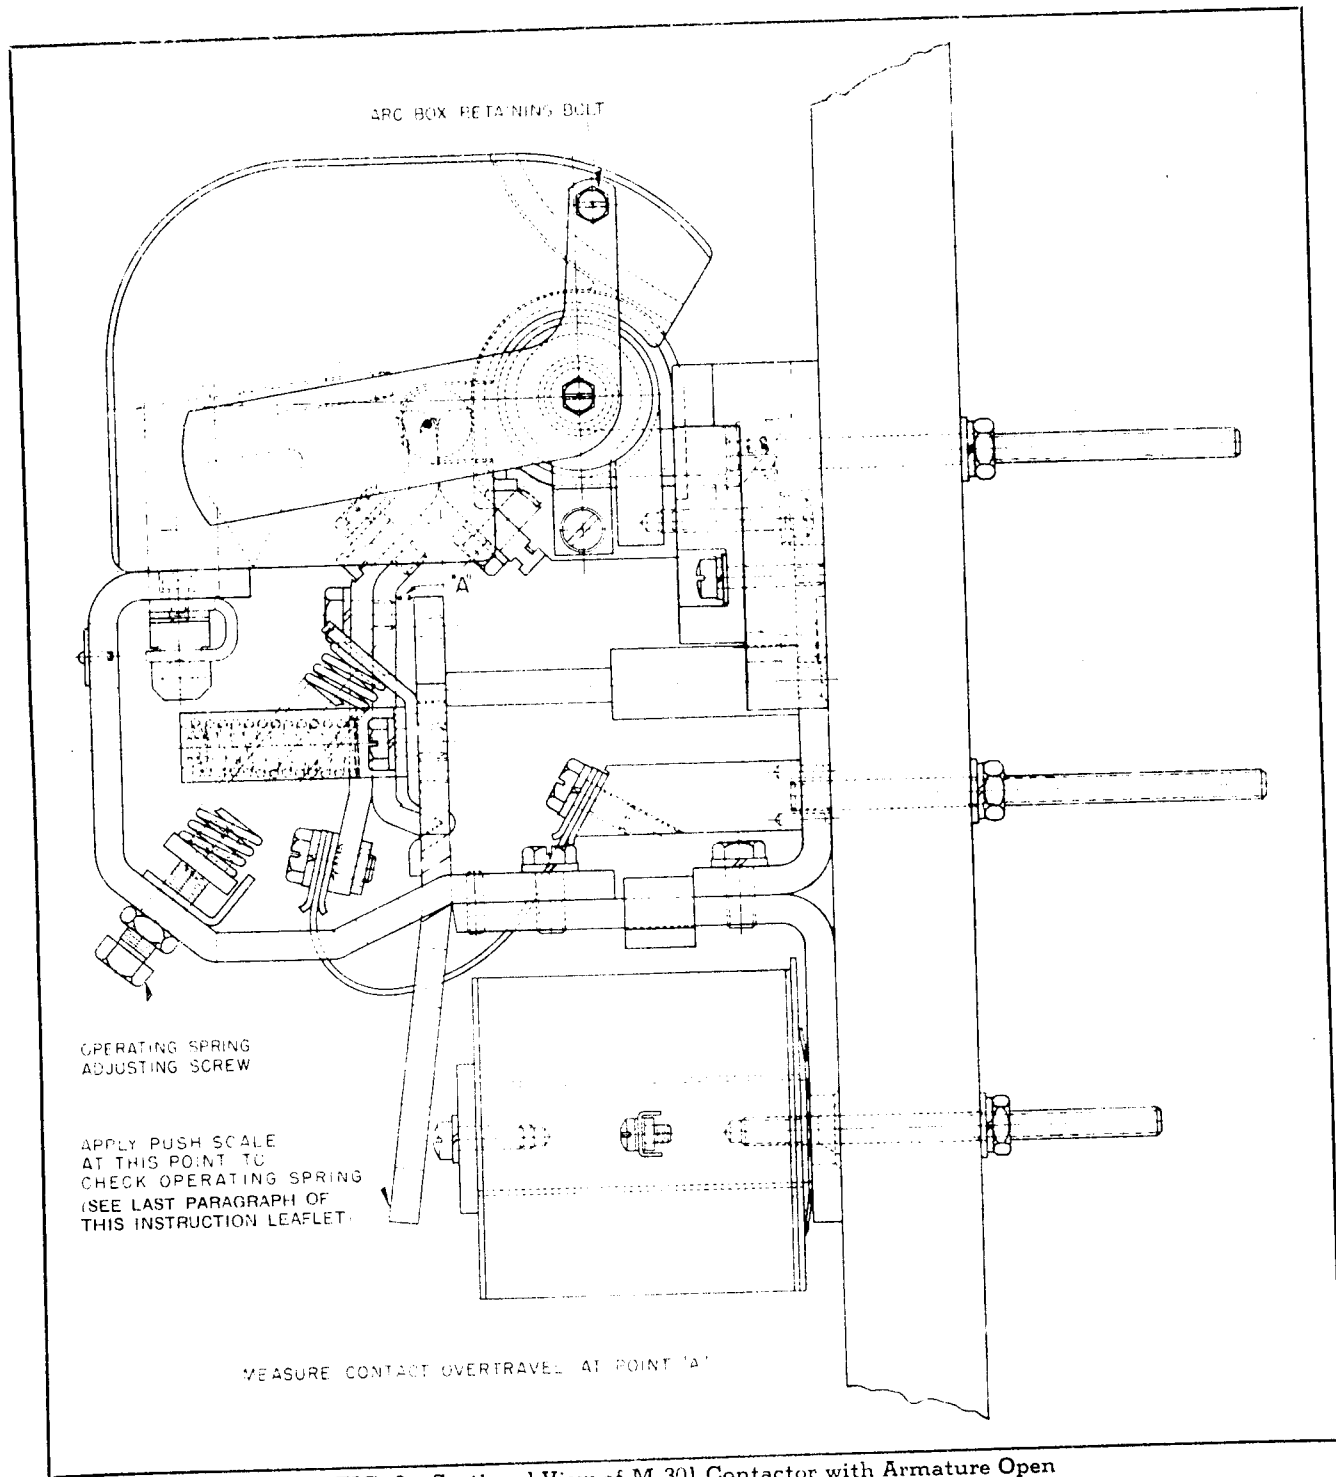 ARC BOX RETAINING BOLT
"A"
OPERATING SPRING
ADJUSTING SCREW
APPLY PUSH SCALE
AT THIS POINT TO
CHECK OPERATING SPRING
(SEE LAST PARAGRAPH OF
THIS INSTRUCTION LEAFLET)
MEASURE CONTACT OVERTRAVEL AT POINT "A"
Sectional View of M-301 Contactor with Armature Open